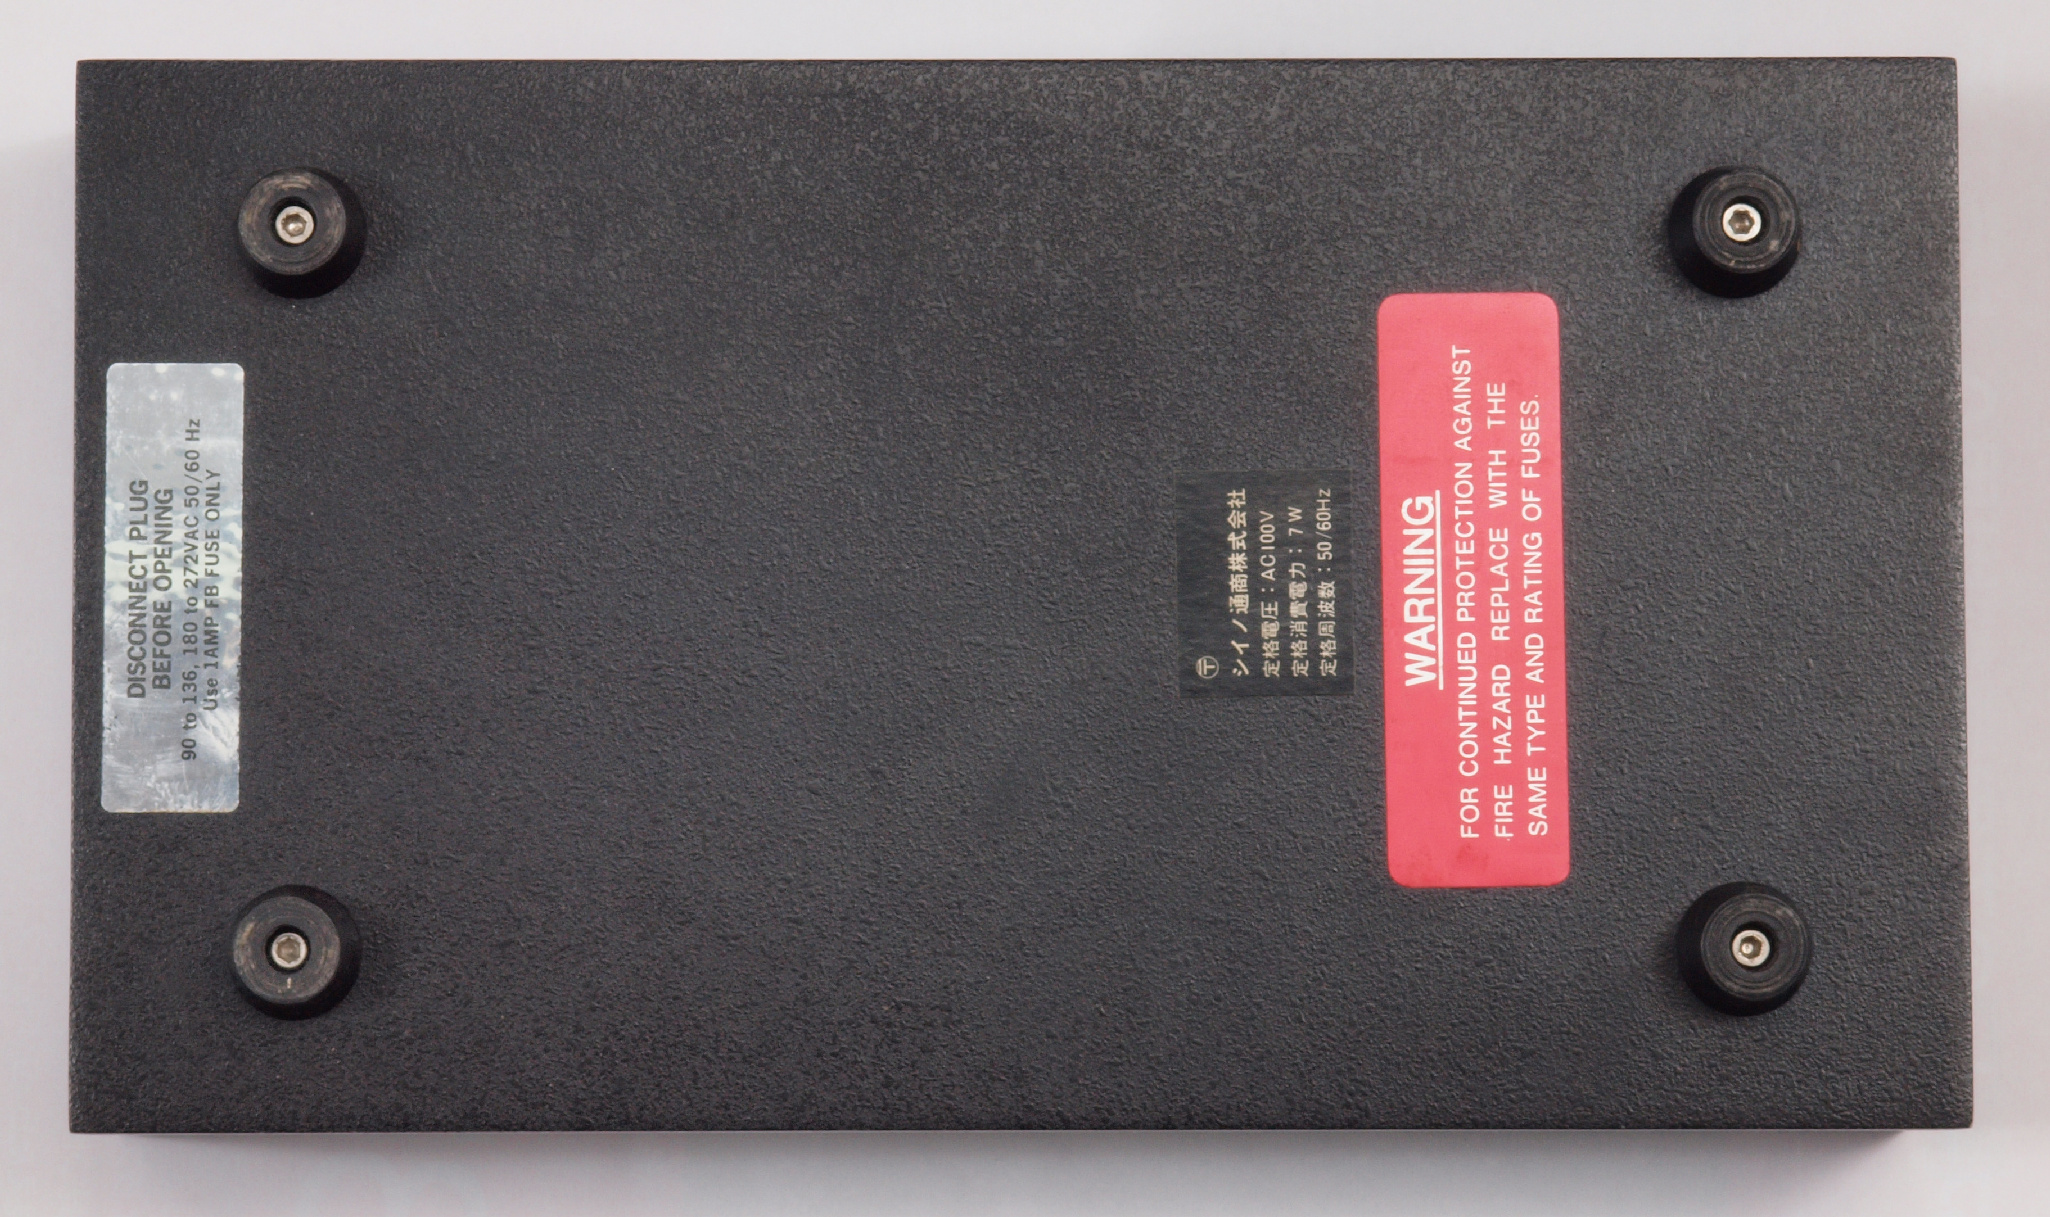 DISCONNECT PLUG
BEFORE OPENING
90 to 136, 180 to 272VAC 50/60 Hz
Use 1AMP FB FUSE ONLY
〶
シイノ通商株式会社
定格電圧：AC100V
定格消費電力：7W
定格周波数：50/60Hz
WARNING
FOR CONTINUED PROTECTION AGAINST
FIRE HAZARD REPLACE WITH THE
SAME TYPE AND RATING OF FUSES.